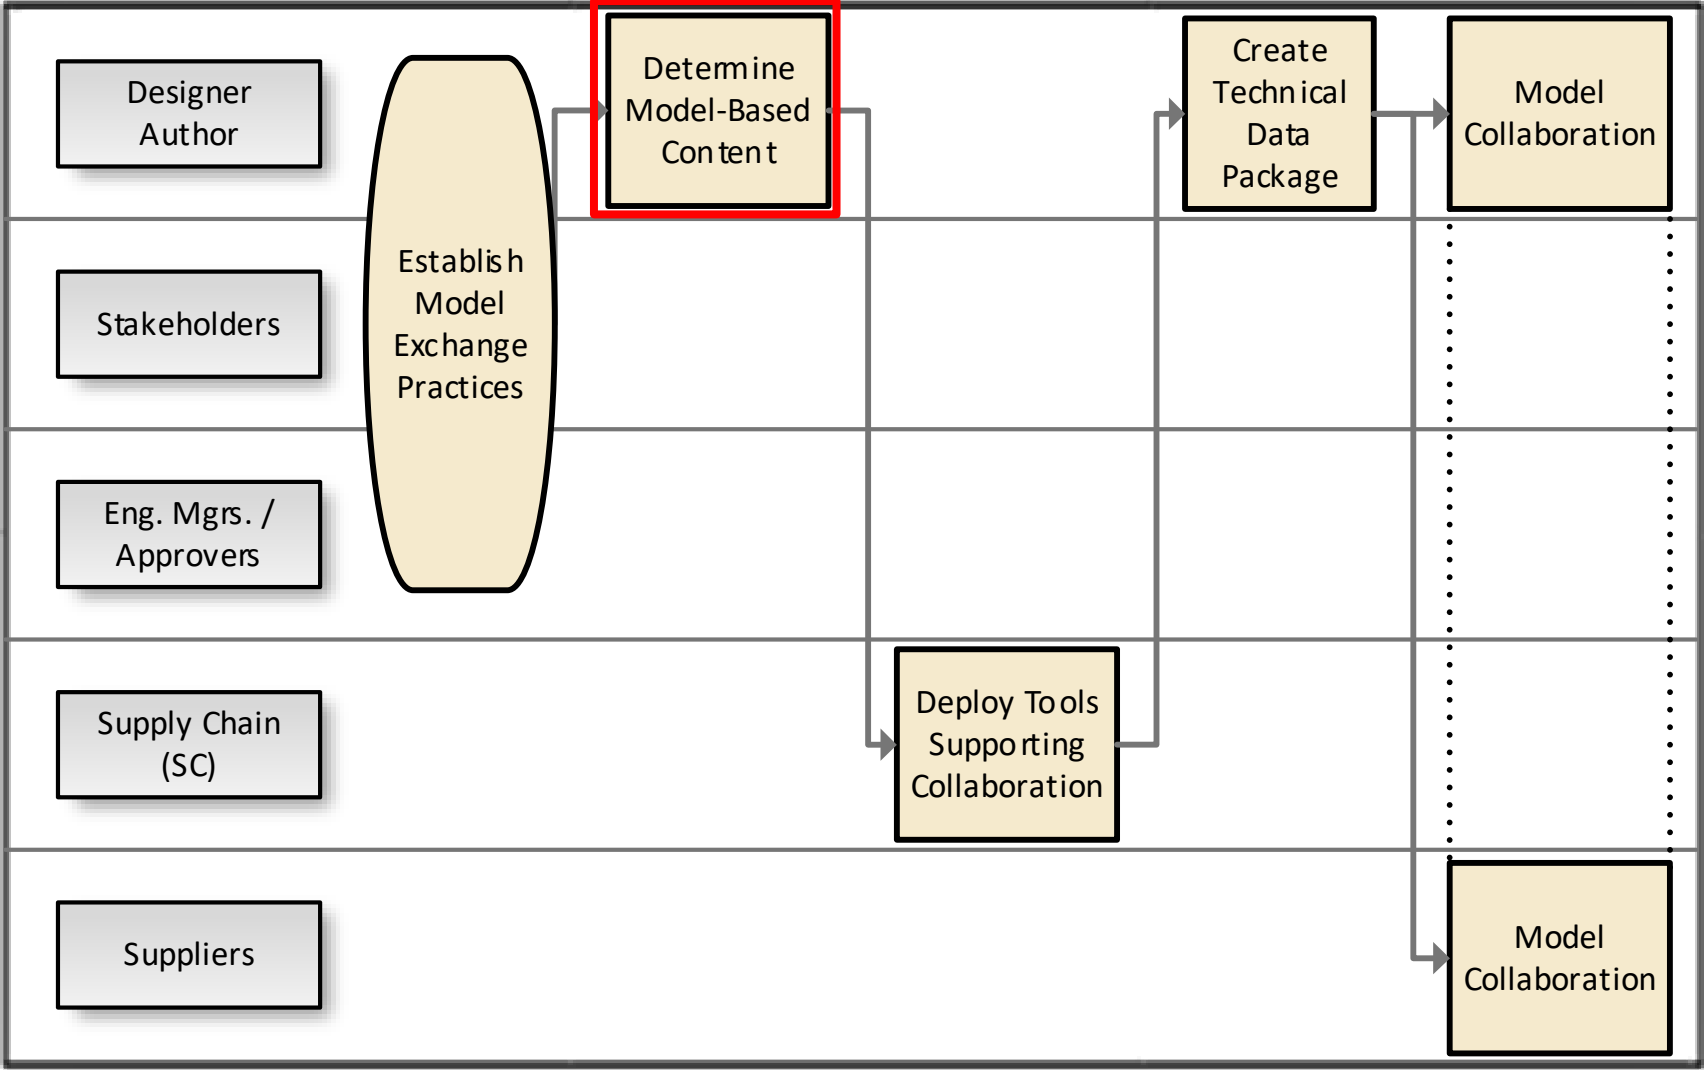 Designer
Author
Establish
Model
Exchange
Practices
Determine
Model-Based
Content
Create
Technical
Data
Package
Model
Collaboration
Stakeholders
Eng. Mgrs. /
Approvers
Supply Chain
(SC)
Deploy Tools
Supporting
Collaboration
Suppliers
Model
Collaboration